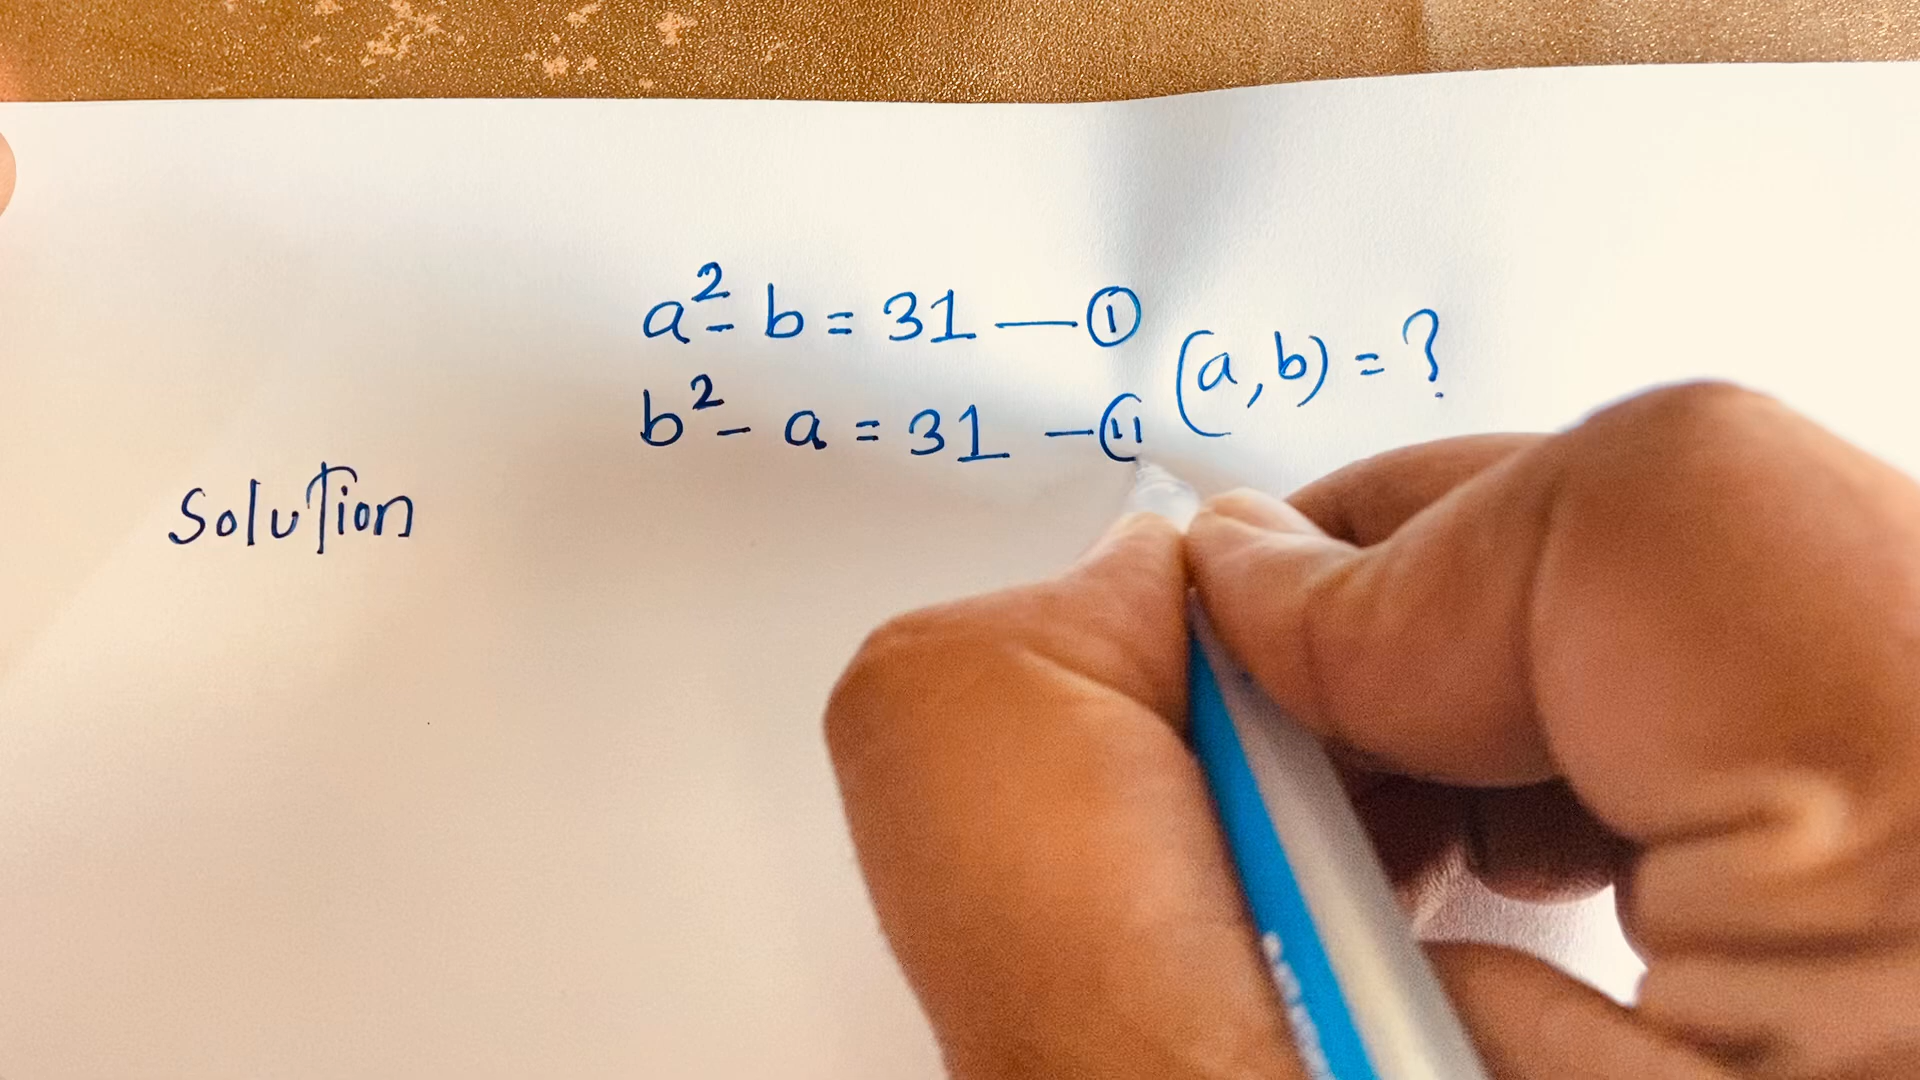 a² - b = 31 — ①
(a, b) = ?
b² - a = 31 — ⑪
Solution